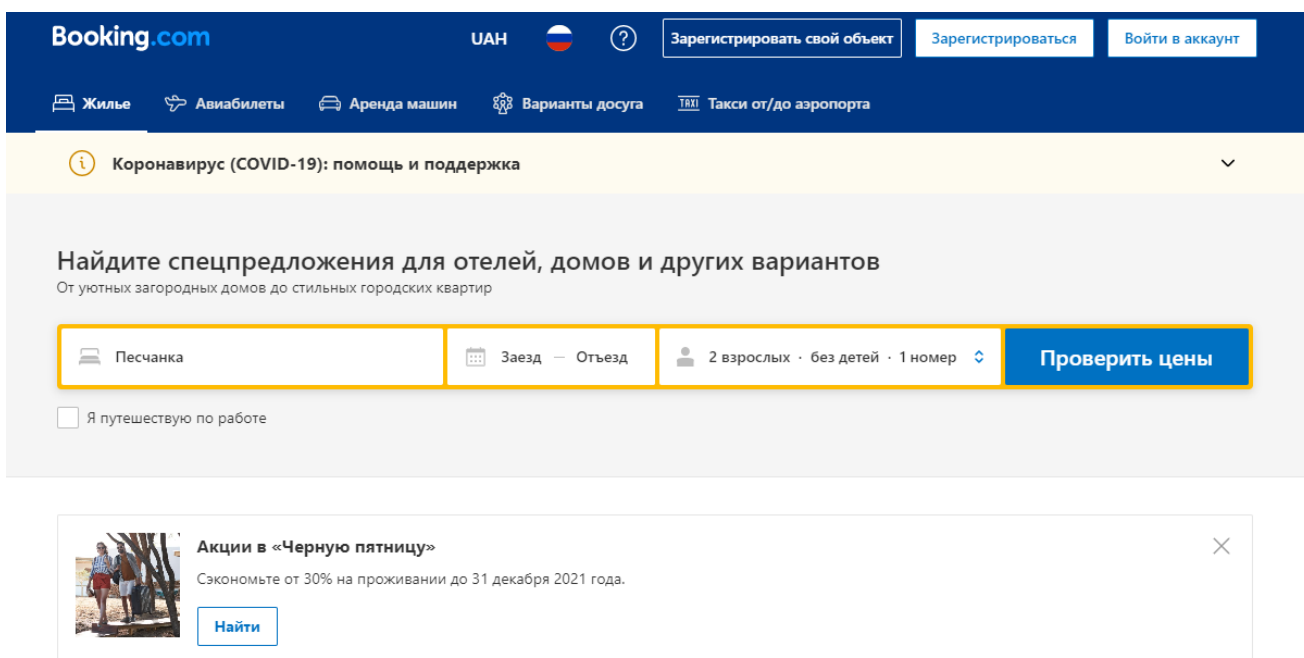 Booking.com UAH Зарегистрировать свой объект Зарегистрироваться Войти в аккаунт
Жилье Авиабилеты Аренда машин Варианты досуга TAXI Такси от/до аэропорта
Коронавирус (COVID-19): помощь и поддержка
Найдите спецпредложения для отелей, домов и других вариантов
От уютных загородных домов до стильных городских квартир
Песчанка Заезд — Отъезд 2 взрослых · без детей · 1 номер Проверить цены
Я путешествую по работе
Акции в «Черную пятницу»
Сэкономьте от 30% на проживании до 31 декабря 2021 года.
Найти